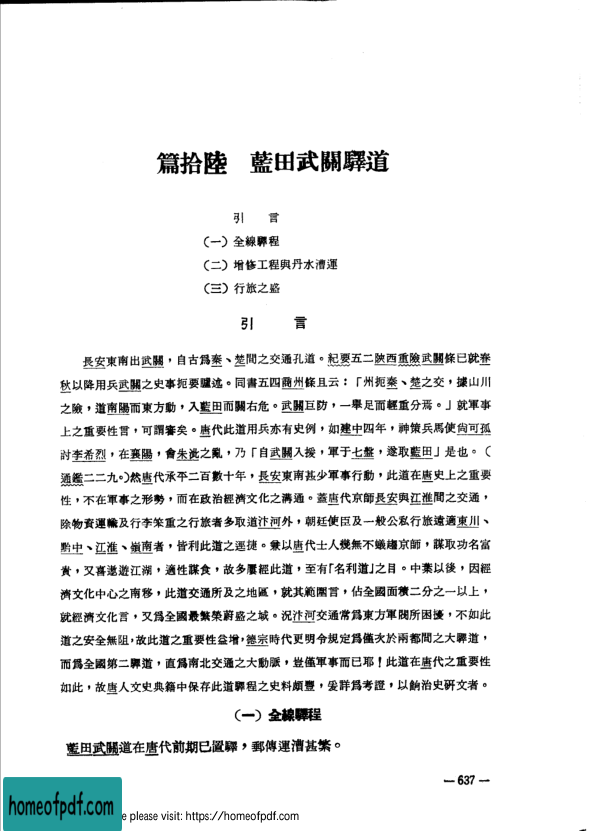 篇拾陸　藍田武關驛道
引　言
（一）全線驛程
（二）增修工程與丹水漕運
（三）行旅之盛
引　言
長安東南出武關，自古爲秦、楚間之交通孔道。紀要五二陝西重險武關條已就春
秋以降用兵武關之史事扼要臚述。同書五四商州條且云：「州扼秦、楚之交，據山川
之險，道南陽而東方動，入藍田而關右危。武關巨防，一舉足而輕重分焉。」就軍事
上之重要性言，可謂審矣。唐代此道用兵亦有史例，如建中四年，神策兵馬使尙可孤
討李希烈，在襄陽，會朱泚之亂，乃「自武關入援，軍于七盤，遂取藍田」是也。（
通鑑二二九。）然唐代承平二百數十年，長安東南甚少軍事行動，此道在唐史上之重要
性，不在軍事之形勢，而在政治經濟文化之溝通。蓋唐代京師長安與江淮間之交通，
除物資運輸及行李笨重之行旅者多取道汴河外，朝廷使臣及一般公私行旅遠適東川、
黔中、江淮、嶺南者，皆利此道之逕捷。兼以唐代士人幾無不蟻趨京師，謀取功名富
貴，又喜遨遊江湖，適性謀食，故多屢經此道，至有「名利道」之目。中葉以後，因經
濟文化中心之南移，此道交通所及之地區，就其範圍言，佔全國面積二分之一以上，
就經濟文化言，又爲全國最繁榮蔚盛之域。況汴河交通常爲東方軍閥所困擾，不如此
道之安全無阻，故此道之重要性益增，德宗時代更明令規定爲僅次於兩都間之大驛道，
而爲全國第二驛道，直爲南北交通之大動脈，豈僅軍事而已耶！此道在唐代之重要性
如此，故唐人文史典籍中保存此道驛程之史料頗豐，爰詳爲考證，以餉治史研文者。
（一）全線驛程
藍田武關道在唐代前期已置驛，郵傳運漕甚繁。
—637—
homeofpdf.com
e please visit: https://homeofpdf.com